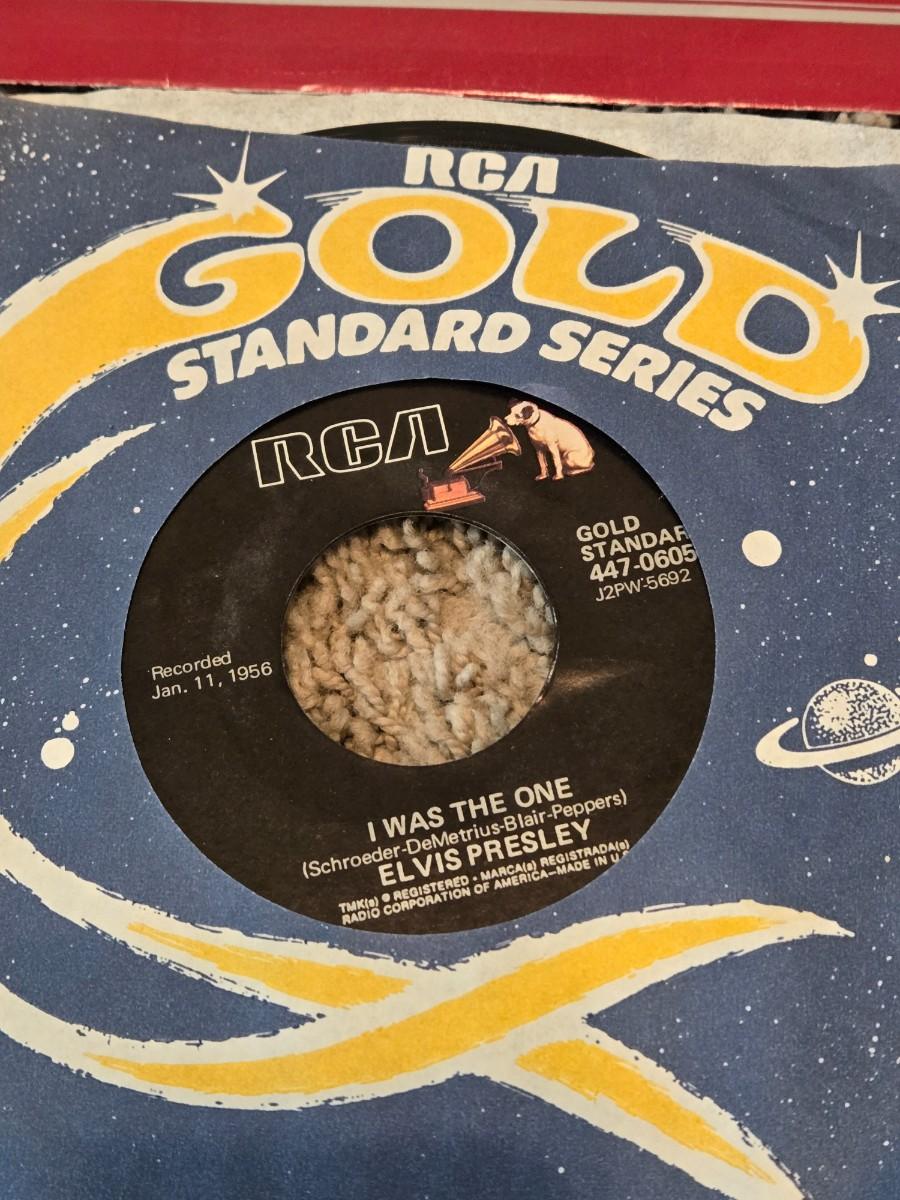 RCA
GOLD
STANDARD SERIES
RCA
GOLD
STANDAR
447-0605
J2PW-5692
Recorded
Jan. 11, 1956
I WAS THE ONE
(Schroeder-DeMetrius-Blair-Peppers)
ELVIS PRESLEY
TMK(s) ® REGISTERED • MARCA(s) REGISTRADA(s)
RADIO CORPORATION OF AMERICA—MADE IN U.S